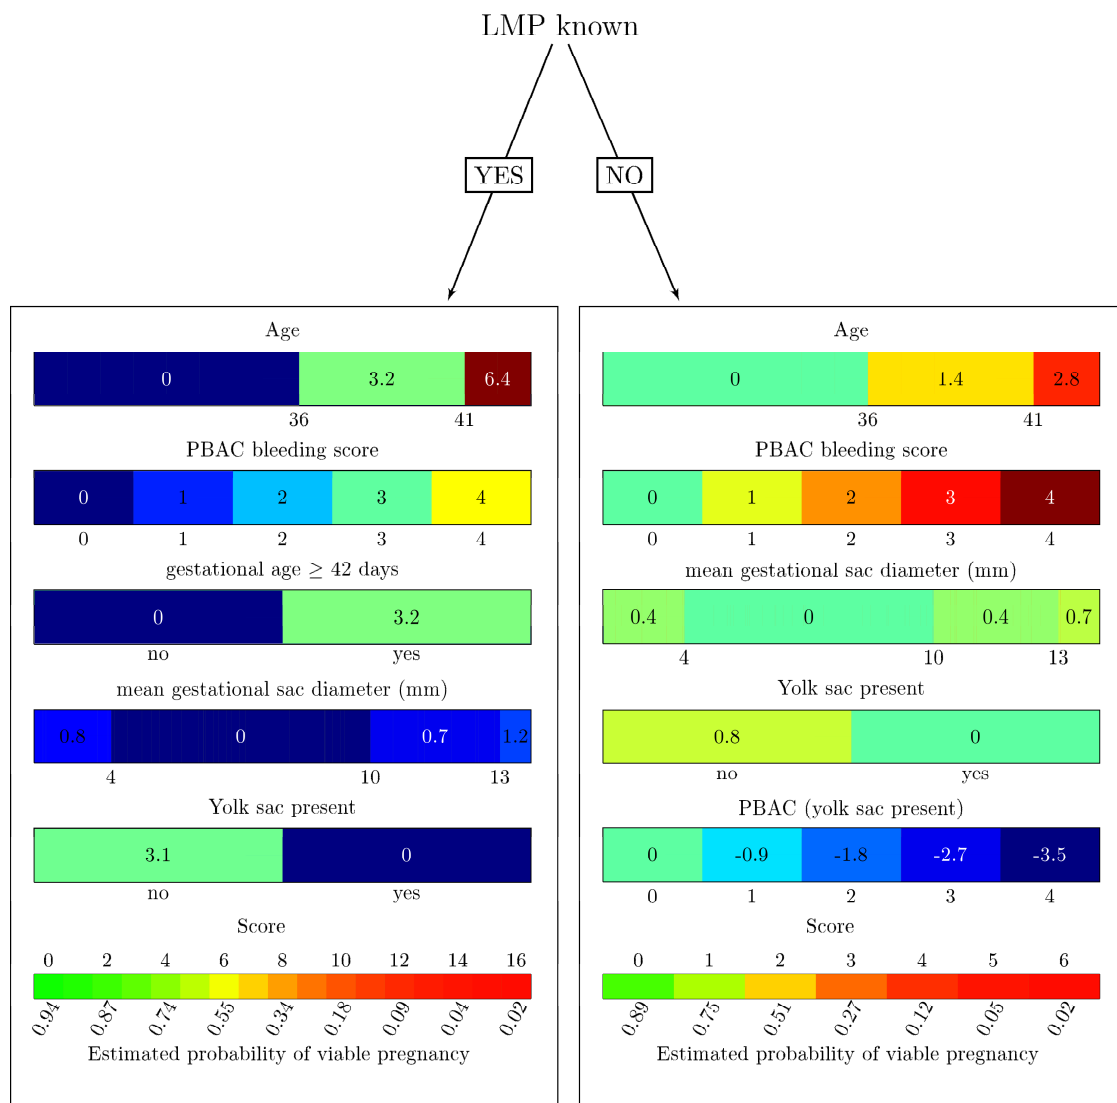 LMP known
YES
NO
Age
0 3.2 6.4
36 41
PBAC bleeding score
0 1 2 3 4
0 1 2 3 4
gestational age ≥ 42 days
0 3.2
no yes
mean gestational sac diameter (mm)
0.8 0 0.7 1.2
4 10 13
Yolk sac present
3.1 0
no yes
Score
0 2 4 6 8 10 12 14 16
0.94 0.87 0.74 0.55 0.34 0.18 0.09 0.04 0.02
Estimated probability of viable pregnancy
Age
0 1.4 2.8
36 41
PBAC bleeding score
0 1 2 3 4
0 1 2 3 4
mean gestational sac diameter (mm)
0.4 0 0.4 0.7
4 10 13
Yolk sac present
0.8 0
no yes
PBAC (yolk sac present)
0 -0.9 -1.8 -2.7 -3.5
0 1 2 3 4
Score
0 1 2 3 4 5 6
0.89 0.75 0.51 0.27 0.12 0.05 0.02
Estimated probability of viable pregnancy